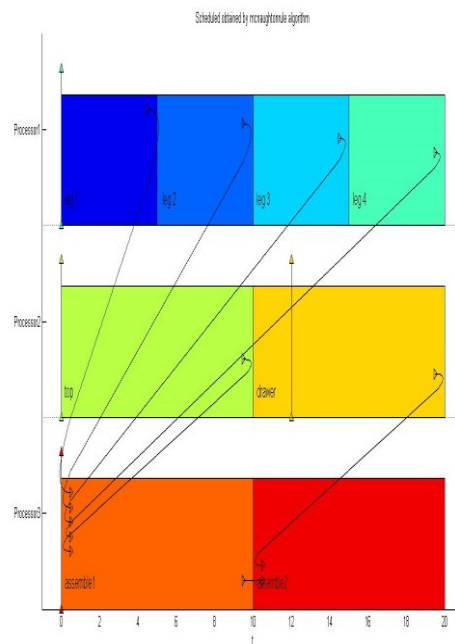 Scheduled obtained by mcnaughtonrule algorithm
Processor1
leg 1
leg 2
leg 3
leg 4
Processor2
top
drawer
Processor3
assemble1
assemble2
0 2 4 6 8 10 12 14 16 18 20
t